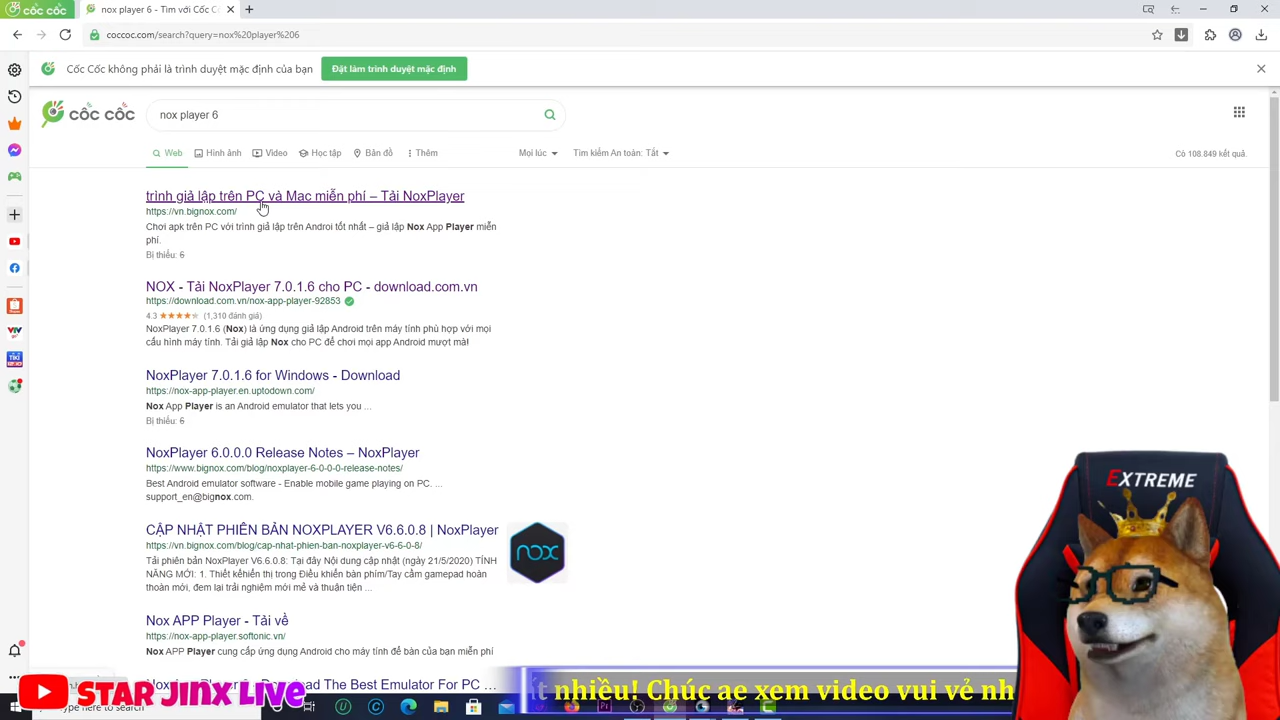 cốc cốc
nox player 6 - Tìm với Cốc C
coccoc.com/search?query=nox%20player%206
Cốc Cốc không phải là trình duyệt mặc định của bạn
Đặt làm trình duyệt mặc định
cốc cốc
nox player 6
Web
Hình ảnh
Video
Học tập
Bản đồ
Thêm
Mọi lúc
Tìm kiếm An toàn: Tắt
Có 108.849 kết quả.
trình giả lập trên PC và Mac miễn phí – Tải NoxPlayer
https://vn.bignox.com/
Chơi apk trên PC với trình giả lập trên Androi tốt nhất – giả lập Nox App Player miễn
phí.
Bị thiếu: 6
NOX - Tải NoxPlayer 7.0.1.6 cho PC - download.com.vn
https://download.com.vn/nox-app-player-92853
4.3 ★★★★★ (1,310 đánh giá)
NoxPlayer 7.0.1.6 (Nox) là ứng dụng giả lập Android trên máy tính phù hợp với mọi
cấu hình máy tính. Tải giả lập Nox cho PC để chơi mọi app Android mượt mà!
NoxPlayer 7.0.1.6 for Windows - Download
https://nox-app-player.en.uptodown.com/
Nox App Player is an Android emulator that lets you ...
Bị thiếu: 6
NoxPlayer 6.0.0.0 Release Notes – NoxPlayer
https://www.bignox.com/blog/noxplayer-6-0-0-0-release-notes/
Best Android emulator software - Enable mobile game playing on PC. ...
support_en@bignox.com.
CẬP NHẬT PHIÊN BẢN NOXPLAYER V6.6.0.8 | NoxPlayer
https://vn.bignox.com/blog/cap-nhat-phien-ban-noxplayer-v6-6-0-8/
Tải phiên bản NoxPlayer V6.6.0.8: Tại đây Nội dung cập nhật (ngày 21/5/2020) TÍNH
NĂNG MỚI: 1. Thiết kếhiển thị trong Điều khiển bàn phím/Tay cầm gamepad hoàn
thoàn mới, đem lại trải nghiệm mới mẻ và thuận tiện ...
nox
Nox APP Player - Tải về
https://nox-app-player.softonic.vn/
Nox APP Player cung cấp ứng dụng Android cho máy tính để bàn của bạn miễn phí
Download The Best Emulator For PC ...
EXTREME
STAR JINX LIVE
nhiều! Chúc ae xem video vui vẻ nh
here to search